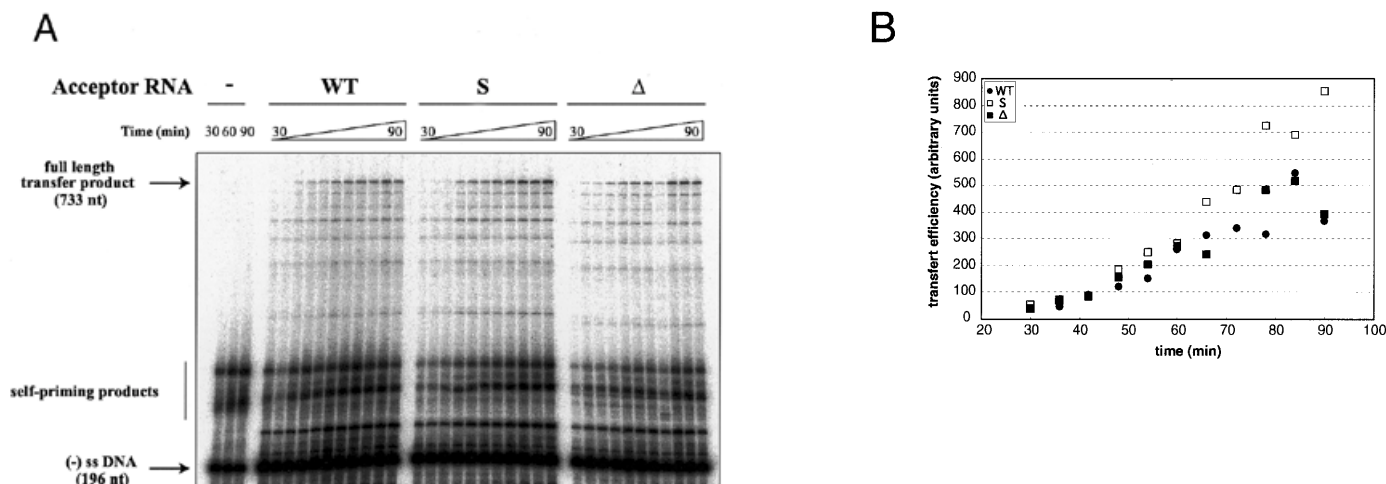 A
Acceptor RNA - WT S Δ
Time (min) 30 60 90 30 90 30 90 30 90
full length
transfer product
(733 nt)
self-priming products
(-) ss DNA
(196 nt)
B
900
800
700
600
500
400
300
200
100
0
WT
S
Δ
transfert efficiency (arbitrary units)
20 30 40 50 60 70 80 90 100
time (min)